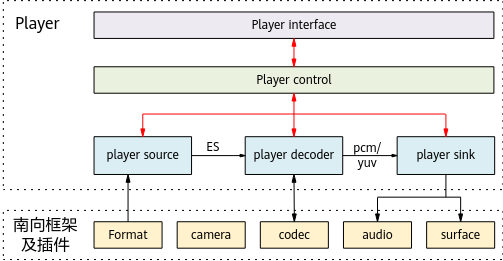 Player
Player interface
Player control
player source
ES
player decoder
pcm/
yuv
player sink
南向框架
及插件
Format
camera
codec
audio
surface